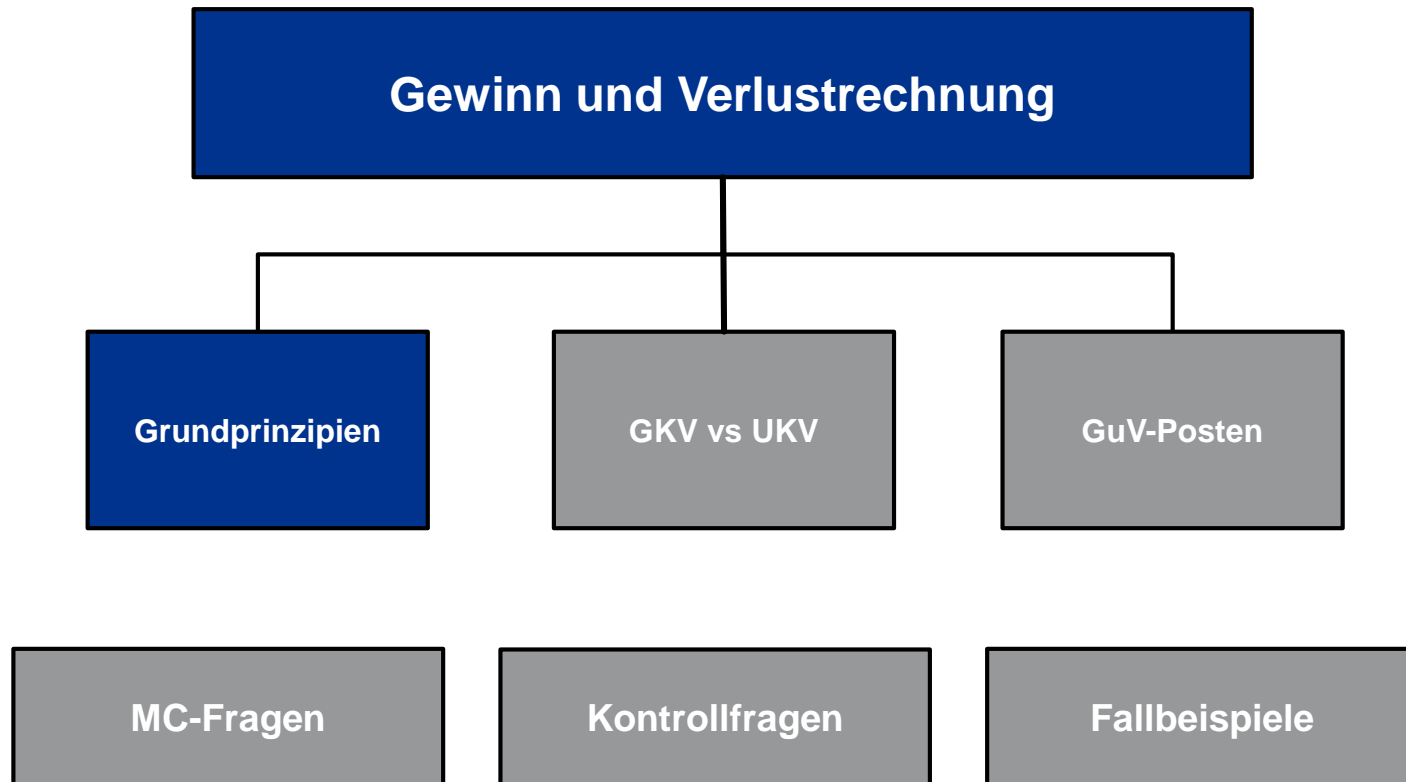 Gewinn und Verlustrechnung
Grundprinzipien
GKV vs UKV
GuV-Posten
MC-Fragen
Kontrollfragen
Fallbeispiele